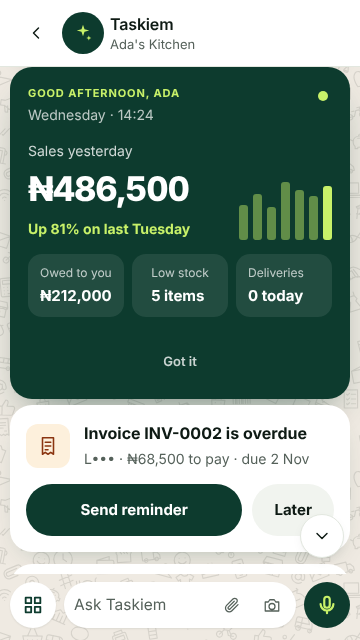 Taskiem
Ada's Kitchen
GOOD AFTERNOON, ADA
Wednesday · 14:24
Sales yesterday
₦486,500
Up 81% on last Tuesday
Owed to you
₦212,000
Low stock
5 items
Deliveries
0 today
Got it
Invoice INV-0002 is overdue
L••• · ₦68,500 to pay · due 2 Nov
Send reminder
Later
Ask Taskiem